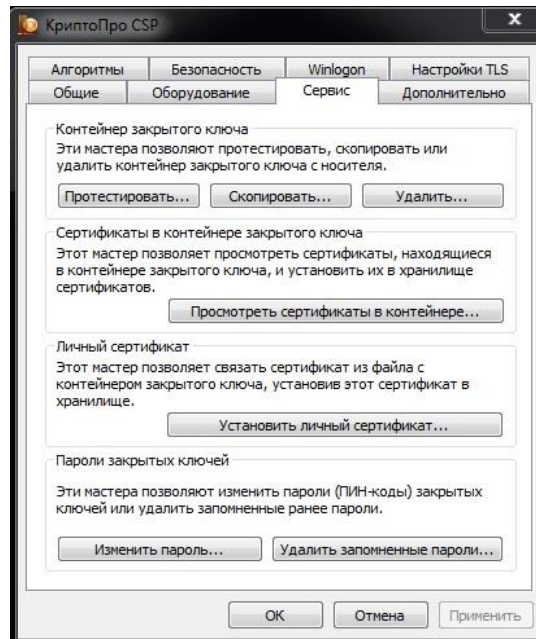 КриптоПро CSP
x
Алгоритмы Безопасность Winlogon Настройки TLS
Общие Оборудование Сервис Дополнительно
Контейнер закрытого ключа
Эти мастера позволяют протестировать, скопировать или
удалить контейнер закрытого ключа с носителя.
Протестировать... Скопировать... Удалить...
Сертификаты в контейнере закрытого ключа
Этот мастер позволяет просмотреть сертификаты, находящиеся
в контейнере закрытого ключа, и установить их в хранилище
сертификатов.
Просмотреть сертификаты в контейнере...
Личный сертификат
Этот мастер позволяет связать сертификат из файла с
контейнером закрытого ключа, установив этот сертификат в
хранилище.
Установить личный сертификат...
Пароли закрытых ключей
Эти мастера позволяют изменить пароли (ПИН-коды) закрытых
ключей или удалить запомненные ранее пароли.
Изменить пароль... Удалить запомненные пароли...
ОК Отмена Применить